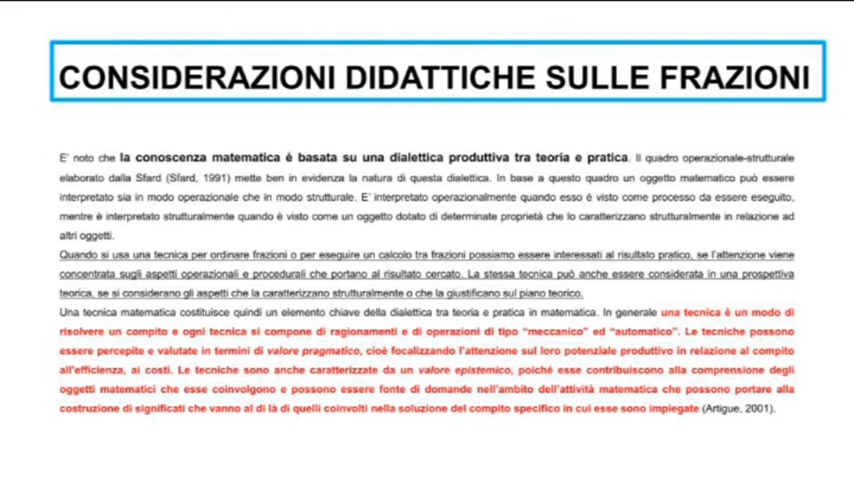 CONSIDERAZIONI DIDATTICHE SULLE FRAZIONI
E' noto che la conoscenza matematica è basata su una dialettica produttiva tra teoria e pratica. Il quadro operazionale-strutturale
elaborato dalla Sfard (Sfard, 1991) mette ben in evidenza la natura di questa dialettica. In base a questo quadro un oggetto matematico può essere
interpretato sia in modo operazionale che in modo strutturale. E' interpretato operazionalmente quando esso è visto come processo da essere eseguito,
mentre è interpretato strutturalmente quando è visto come un oggetto dotato di determinate proprietà che lo caratterizzano strutturalmente in relazione ad
altri oggetti.
Quando si usa una tecnica per ordinare frazioni o per eseguire un calcolo tra frazioni possiamo essere interessati al risultato pratico, se l'attenzione viene
concentrata sugli aspetti operazionali e procedurali che portano al risultato cercato. La stessa tecnica può anche essere considerata in una prospettiva
teorica, se si considerano gli aspetti che la caratterizzano strutturalmente o che la giustificano sul piano teorico.
Una tecnica matematica costituisce quindi un elemento chiave della dialettica tra teoria e pratica in matematica. In generale una tecnica è un modo di
risolvere un compito e ogni tecnica si compone di ragionamenti e di operazioni di tipo "meccanico" ed "automatico". Le tecniche possono
essere percepite e valutate in termini di valore pragmatico, cioè focalizzando l'attenzione sul loro potenziale produttivo in relazione al compito
all'efficienza, ai costi. Le tecniche sono anche caratterizzate da un valore epistemico, poiché esse contribuiscono alla comprensione degli
oggetti matematici che esse coinvolgono e possono essere fonte di domande nell'ambito dell'attività matematica che possono portare alla
costruzione di significati che vanno al di là di quelli coinvolti nella soluzione del compito specifico in cui esse sono impiegate (Artigue, 2001).